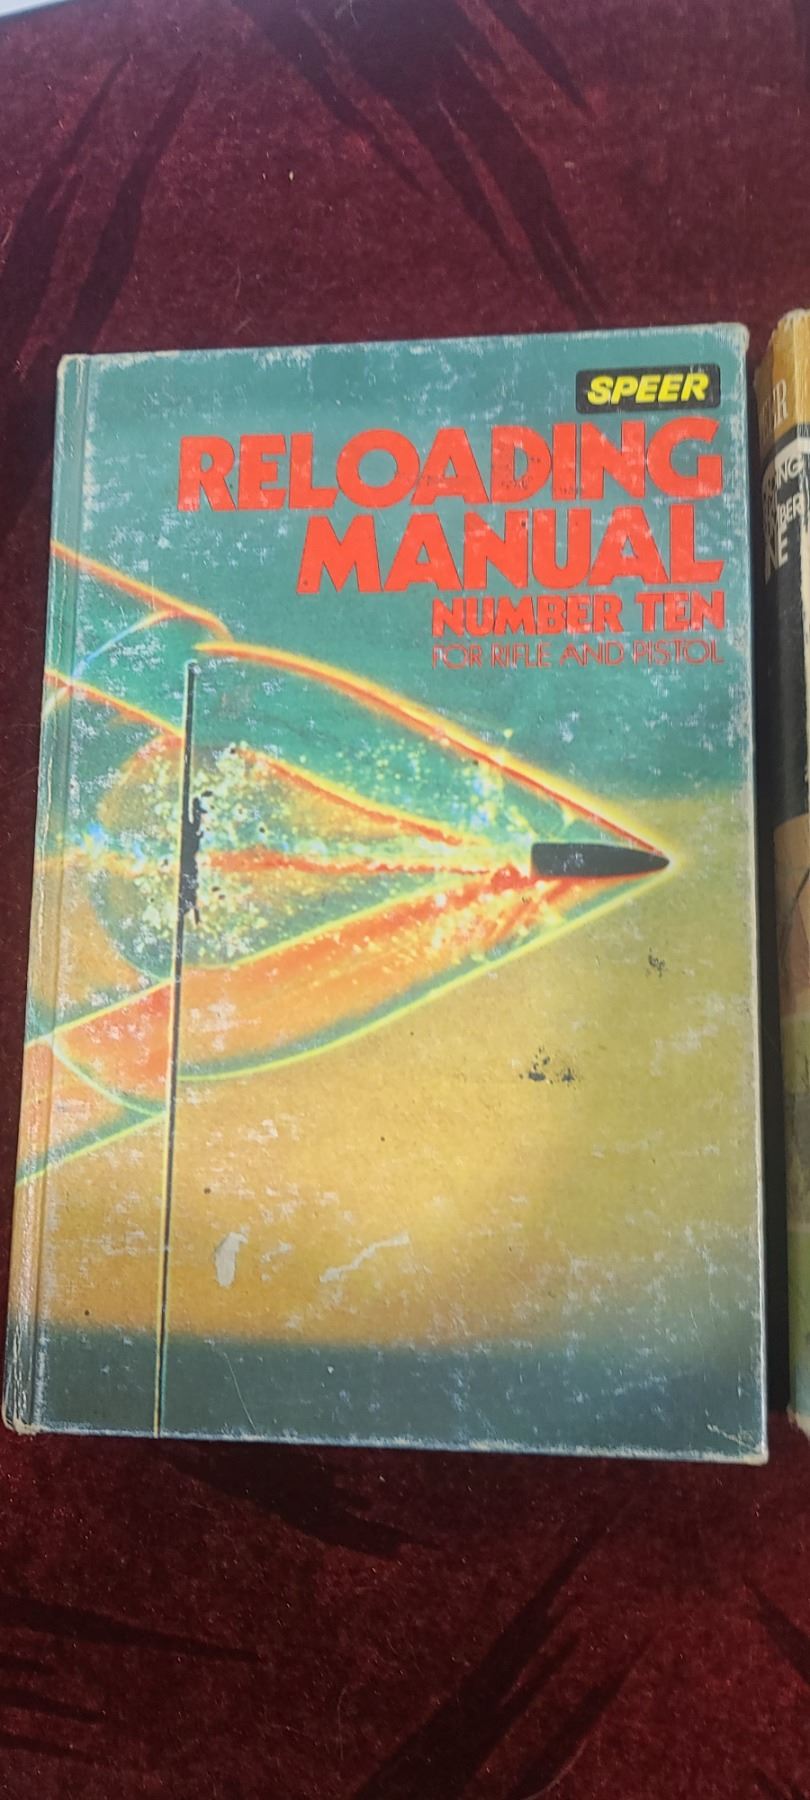 SPEER
RELOADING
MANUAL
NUMBER TEN
FOR RIFLE AND PISTOL